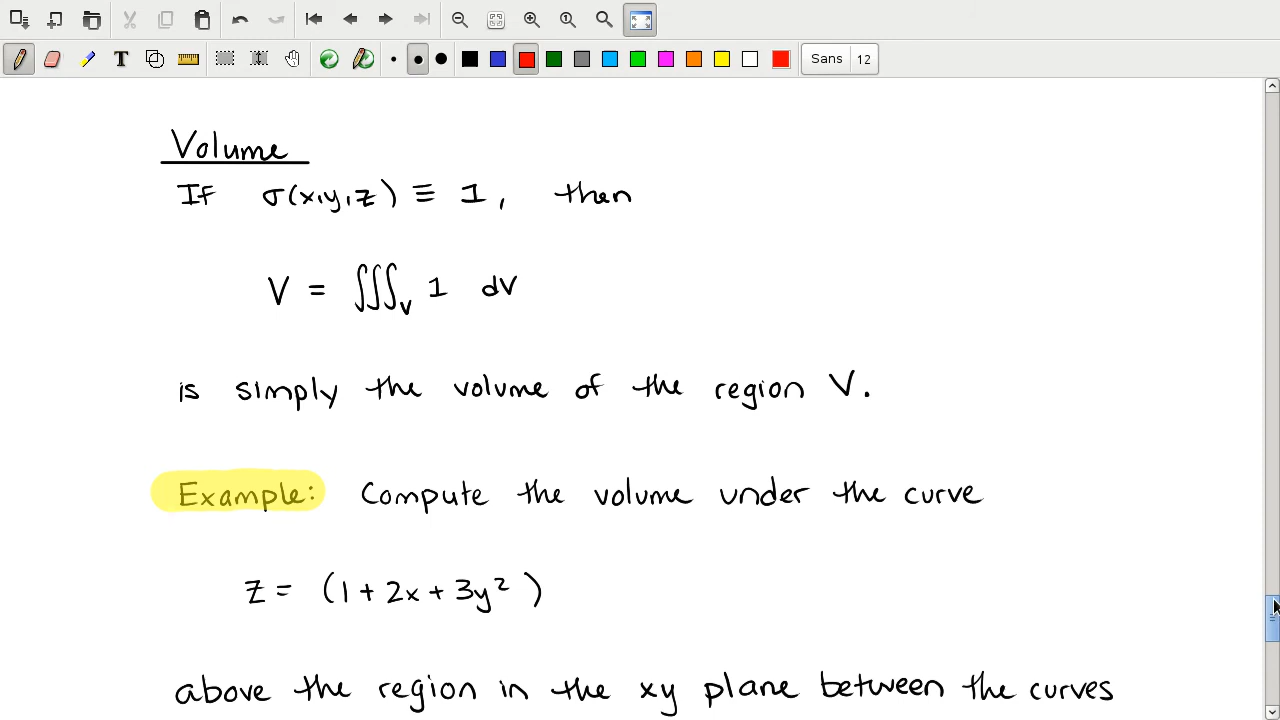 Sans 12
Volume
If σ(x,y,z) ≡ 1, then
V = ∭_V 1 dV
is simply the volume of the region V.
Example: Compute the volume under the curve
z = (1 + 2x + 3y² )
above the region in the xy plane between the curves